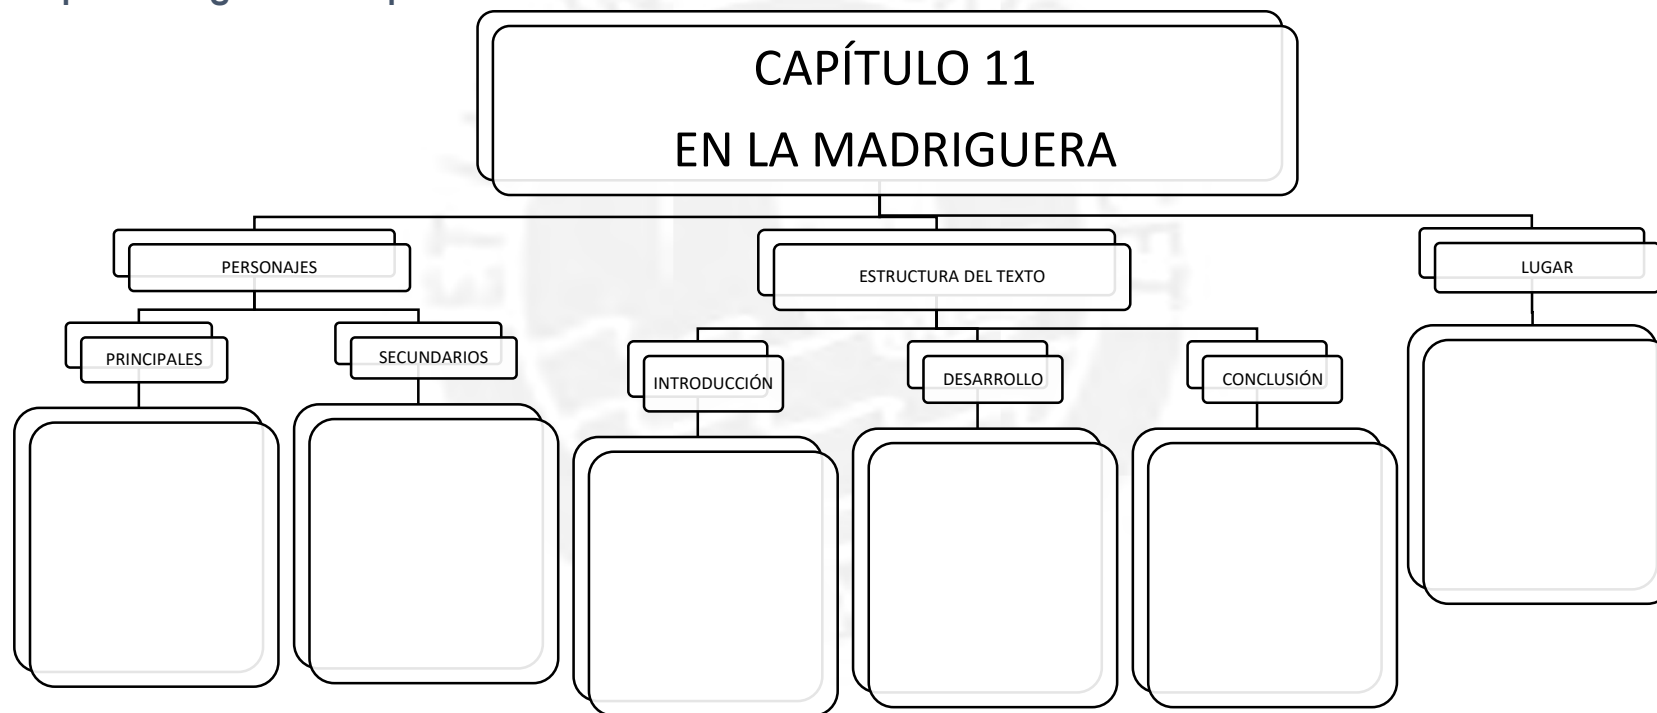 CAPÍTULO 11
EN LA MADRIGUERA
PERSONAJES
ESTRUCTURA DEL TEXTO
LUGAR
PRINCIPALES
SECUNDARIOS
INTRODUCCIÓN
DESARROLLO
CONCLUSIÓN